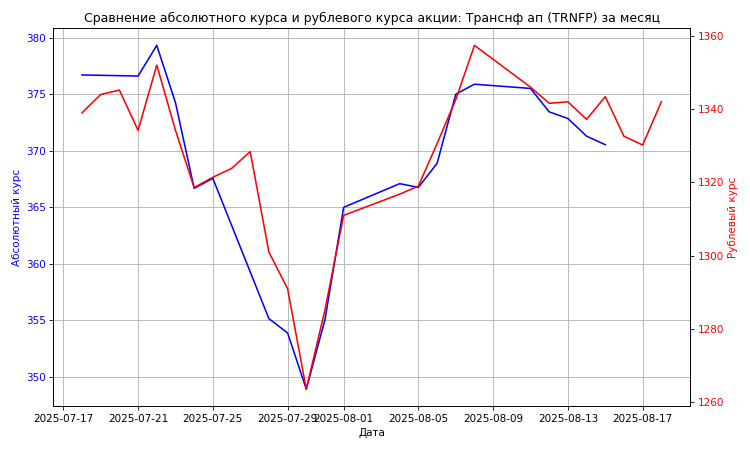 Сравнение абсолютного курса и рублевого курса акции: Транснф ап (TRNFP) за месяц
380
375
370
365
360
355
350
Абсолютный курс
1360
1340
1320
1300
1280
1260
Рублевый курс
2025-07-17 2025-07-21 2025-07-25 2025-07-29 2025-08-01 2025-08-05 2025-08-09 2025-08-13 2025-08-17
Дата